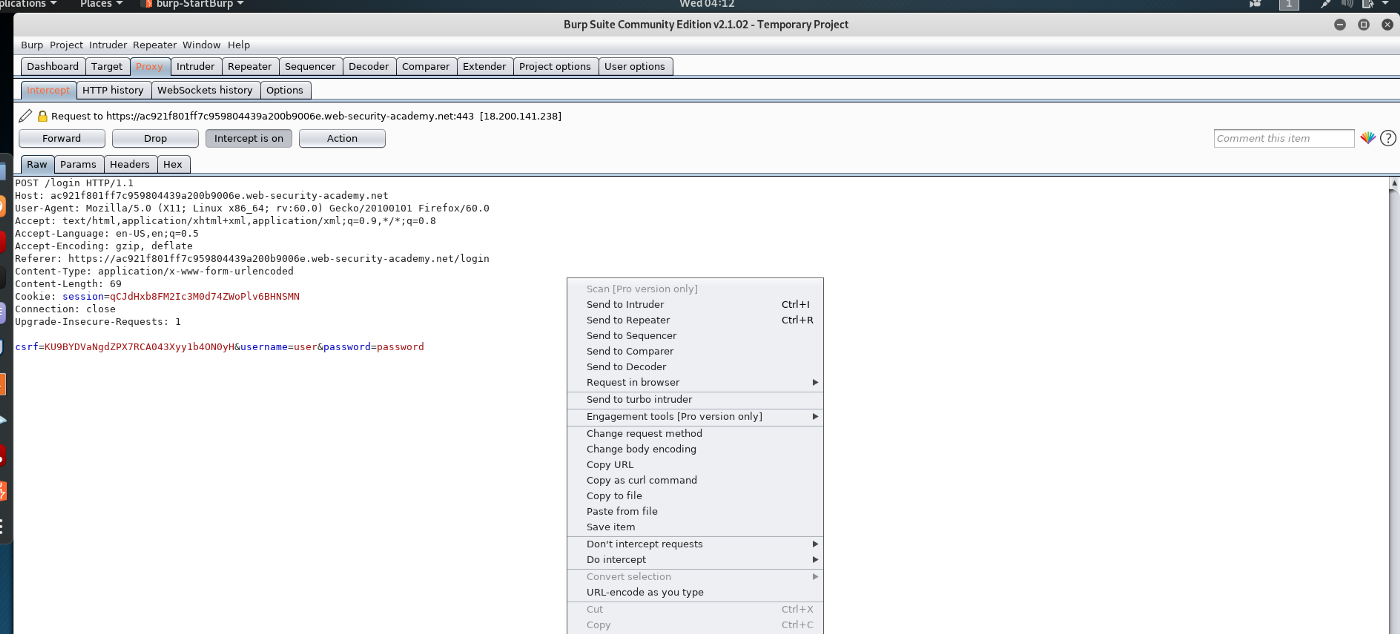 plications Places burp-StartBurp Wed 04:12 1
Burp Suite Community Edition v2.1.02 - Temporary Project
Burp Project Intruder Repeater Window Help
Dashboard Target Proxy Intruder Repeater Sequencer Decoder Comparer Extender Project options User options
Intercept HTTP history WebSockets history Options
Request to https://ac921f801ff7c959804439a200b9006e.web-security-academy.net:443 [18.200.141.238]
Forward Drop Intercept is on Action Comment this item ?
Raw Params Headers Hex
POST /login HTTP/1.1
Host: ac921f801ff7c959804439a200b9006e.web-security-academy.net
User-Agent: Mozilla/5.0 (X11; Linux x86_64; rv:60.0) Gecko/20100101 Firefox/60.0
Accept: text/html,application/xhtml+xml,application/xml;q=0.9,*/*;q=0.8
Accept-Language: en-US,en;q=0.5
Accept-Encoding: gzip, deflate
Referer: https://ac921f801ff7c959804439a200b9006e.web-security-academy.net/login
Content-Type: application/x-www-form-urlencoded
Content-Length: 69
Cookie: session=qCJdHxb8FM2Ic3M0d74ZWoPlv6BHNSMN
Connection: close
Upgrade-Insecure-Requests: 1
csrf=KU9BYDVaNgdZPX7RCA043Xyy1b4ON0yH&username=user&password=password
Scan [Pro version only]
Send to Intruder Ctrl+I
Send to Repeater Ctrl+R
Send to Sequencer
Send to Comparer
Send to Decoder
Request in browser
Send to turbo intruder
Engagement tools [Pro version only]
Change request method
Change body encoding
Copy URL
Copy as curl command
Copy to file
Paste from file
Save item
Don't intercept requests
Do intercept
Convert selection
URL-encode as you type
Cut Ctrl+X
Copy Ctrl+C